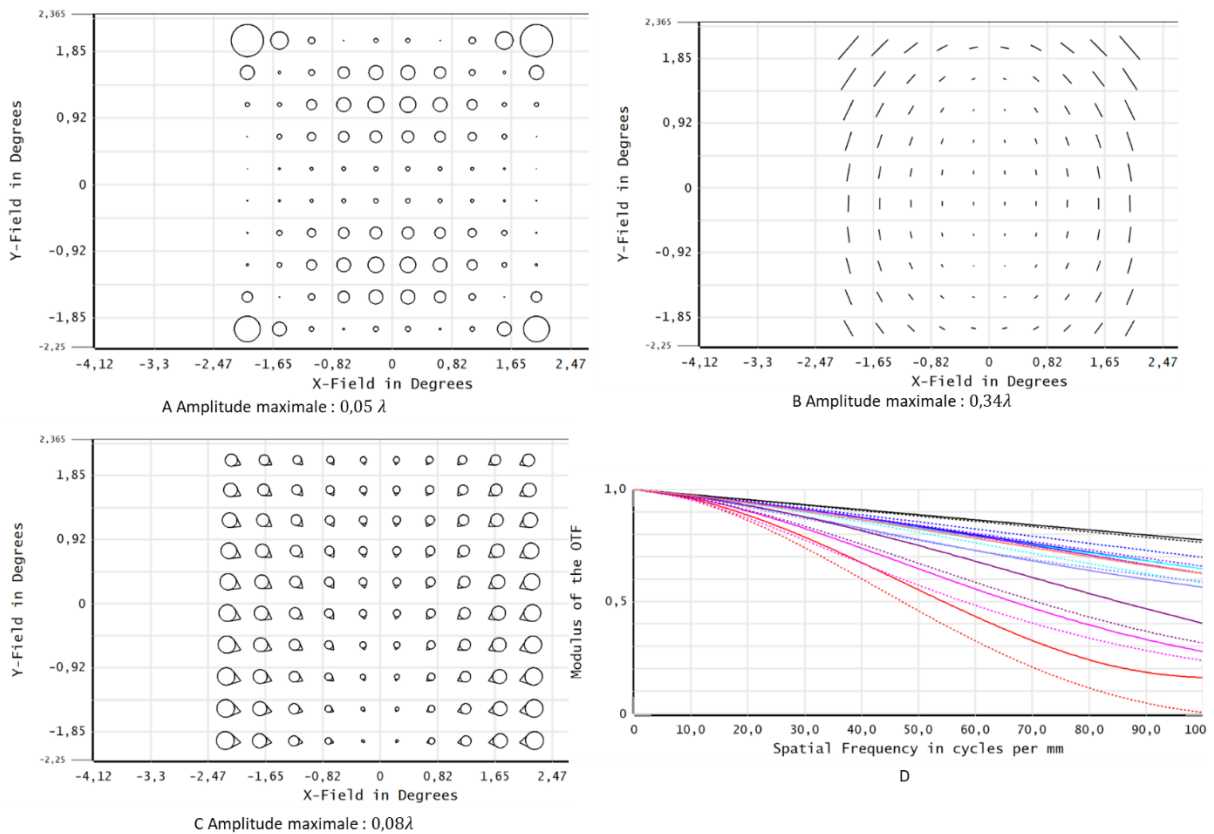 2,365
1,85
0,92
0
-0,92
-1,85
-2,25
Y-Field in Degrees
-4,12 -3,3 -2,47 -1,65 -0,82 0 0,82 1,65 2,47
X-Field in Degrees
A Amplitude maximale : 0,05 λ
2,365
1,85
0,92
0
-0,92
-1,85
-2,25
Y-Field in Degrees
-4,12 -3,3 -2,47 -1,65 -0,82 0 0,82 1,65 2,47
X-Field in Degrees
B Amplitude maximale : 0,34λ
2,365
1,85
0,92
0
-0,92
-1,85
-2,25
Y-Field in Degrees
-4,12 -3,3 -2,47 -1,65 -0,82 0 0,82 1,65 2,47
X-Field in Degrees
C Amplitude maximale : 0,08λ
1,0
0,5
0
Modulus of the OTF
0 10,0 20,0 30,0 40,0 50,0 60,0 70,0 80,0 90,0 100
Spatial Frequency in cycles per mm
D